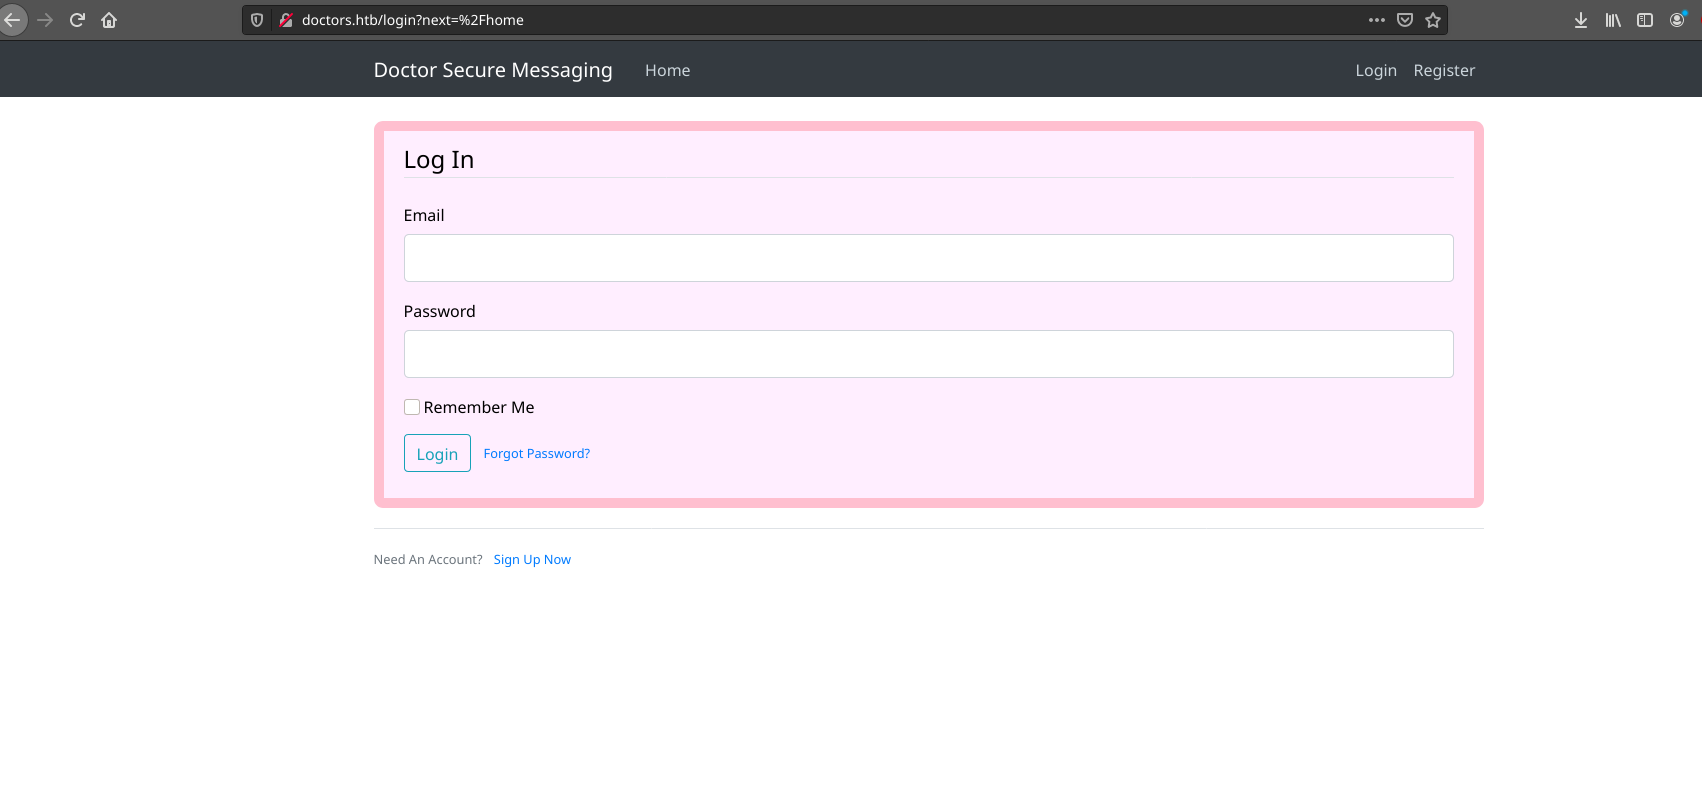 doctors.htb/login?next=%2Fhome
Doctor Secure Messaging Home Login Register
Log In
Email
Password
Remember Me
Login Forgot Password?
Need An Account? Sign Up Now